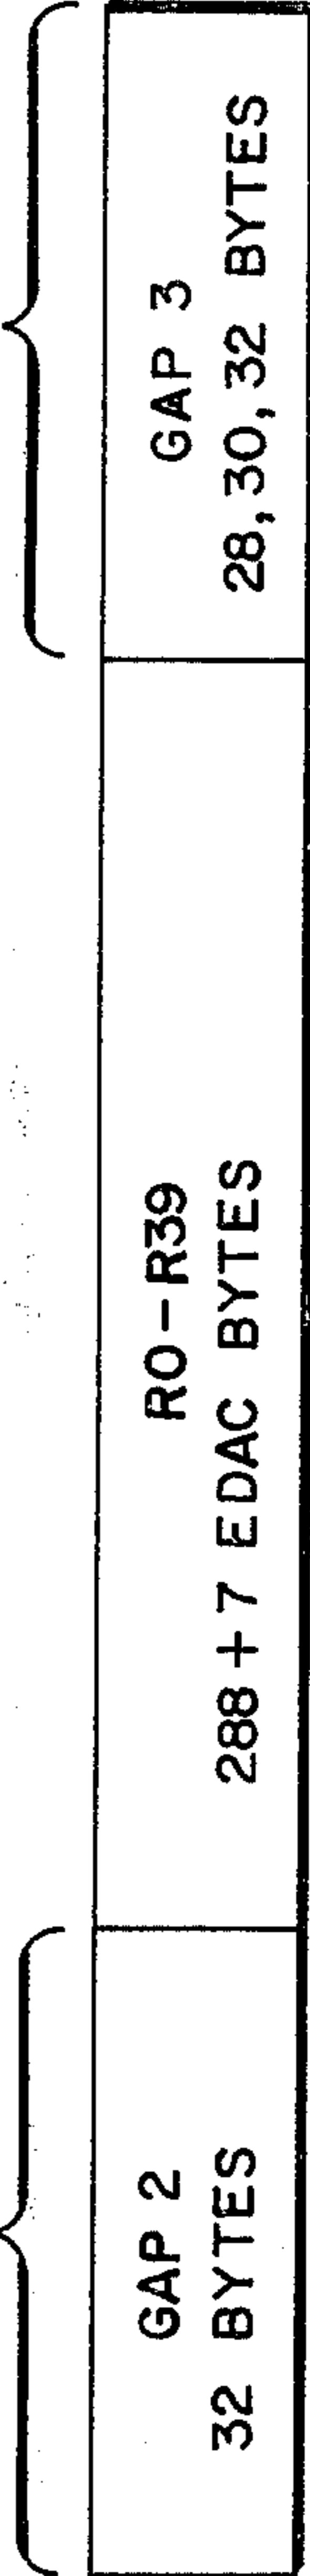 GAP 2
32 BYTES
R0-R39
288+7 EDAC BYTES
GAP 3
28,30,32 BYTES